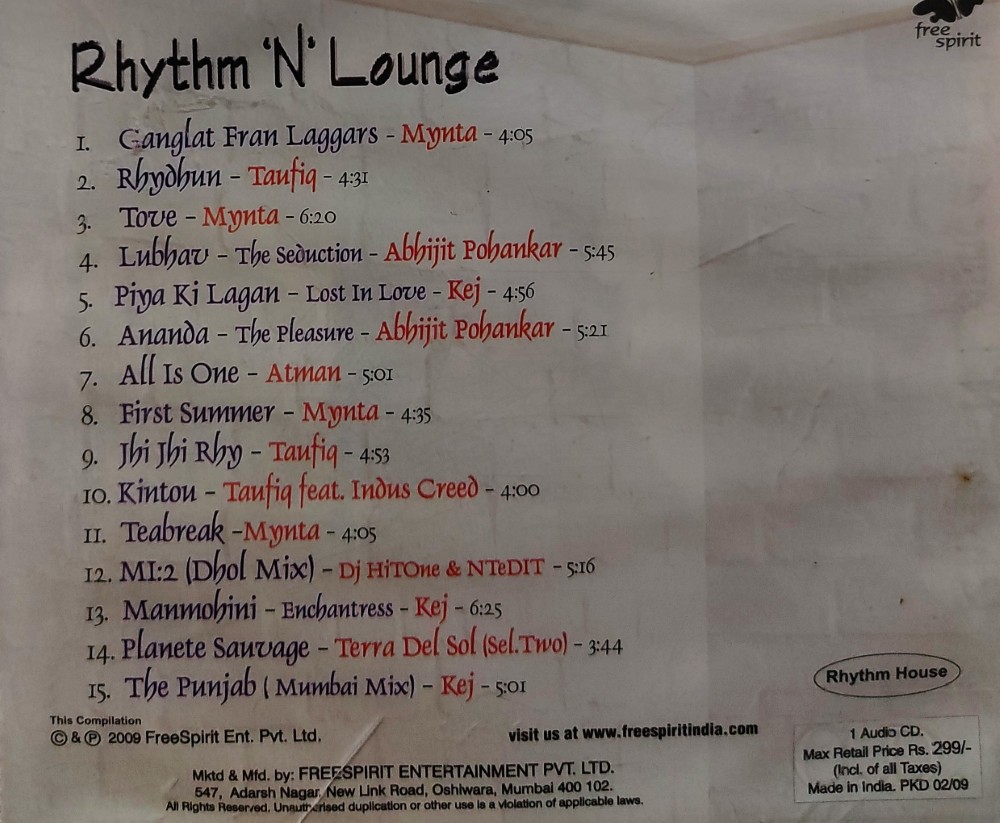 free
spirit
Rhythm 'N' Lounge
1. Ganglat Fran Laggars - Mynta - 4:05
2. Rhydhun - Taufiq - 4:31
3. Tove - Mynta - 6:20
4. Lubhav - The Seduction - Abhijit Pohankar - 5:45
5. Piya Ki Lagan - Lost In Love - Kej - 4:56
6. Ananda - The Pleasure - Abhijit Pohankar - 5:21
7. All Is One - Atman - 5:01
8. First Summer - Mynta - 4:35
9. Jhi Jhi Rhy - Taufiq - 4:53
10. Kintou - Taufiq feat. Indus Creed - 4:00
11. Teabreak -Mynta - 4:05
12. MI:2 (Dhol Mix) - Dj HiTOne & NTeDIT - 5:16
13. Manmohini - Enchantress - Kej - 6:25
14. Planete Sauvage - Terra Del Sol (Sel.Two) - 3:44
15. The Punjab ( Mumbai Mix) - Kej - 5:01
Rhythm House
This Compilation
© & ℗ 2009 FreeSpirit Ent. Pvt. Ltd.
visit us at www.freespiritindia.com
1 Audio CD.
Max Retail Price Rs. 299/-
(Incl. of all Taxes)
Made in India. PKD 02/09
Mktd & Mfd. by: FREESPIRIT ENTERTAINMENT PVT. LTD.
547, Adarsh Nagar, New Link Road, Oshiwara, Mumbai 400 102.
All Rights Reserved. Unauthorised duplication or other use is a violation of applicable laws.